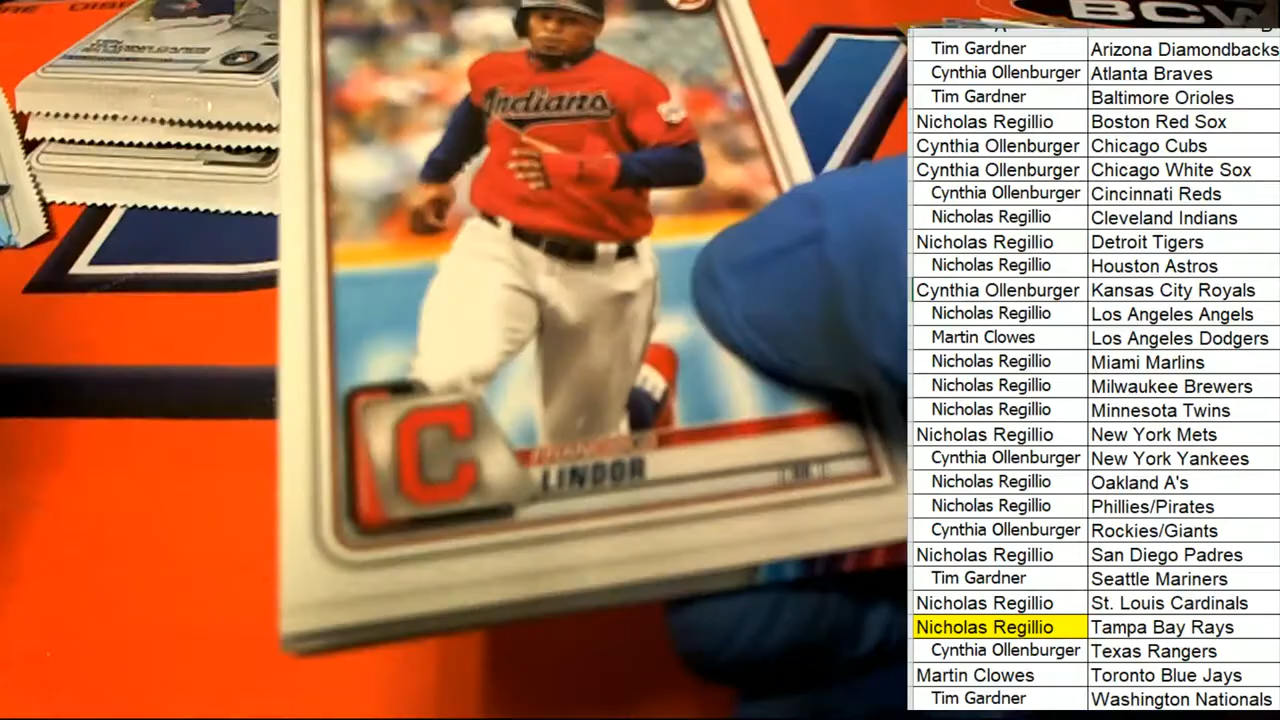 BCW
Tim Gardner Arizona Diamondbacks
Cynthia Ollenburger Atlanta Braves
Tim Gardner Baltimore Orioles
Nicholas Regillio Boston Red Sox
Cynthia Ollenburger Chicago Cubs
Cynthia Ollenburger Chicago White Sox
Cynthia Ollenburger Cincinnati Reds
Nicholas Regillio Cleveland Indians
Nicholas Regillio Detroit Tigers
Nicholas Regillio Houston Astros
Cynthia Ollenburger Kansas City Royals
Nicholas Regillio Los Angeles Angels
Martin Clowes Los Angeles Dodgers
Nicholas Regillio Miami Marlins
Nicholas Regillio Milwaukee Brewers
Nicholas Regillio Minnesota Twins
Nicholas Regillio New York Mets
Cynthia Ollenburger New York Yankees
Nicholas Regillio Oakland A's
Nicholas Regillio Phillies/Pirates
Cynthia Ollenburger Rockies/Giants
Nicholas Regillio San Diego Padres
Tim Gardner Seattle Mariners
Nicholas Regillio St. Louis Cardinals
Nicholas Regillio Tampa Bay Rays
Cynthia Ollenburger Texas Rangers
Martin Clowes Toronto Blue Jays
Tim Gardner Washington Nationals
Indians
C
LINDOR